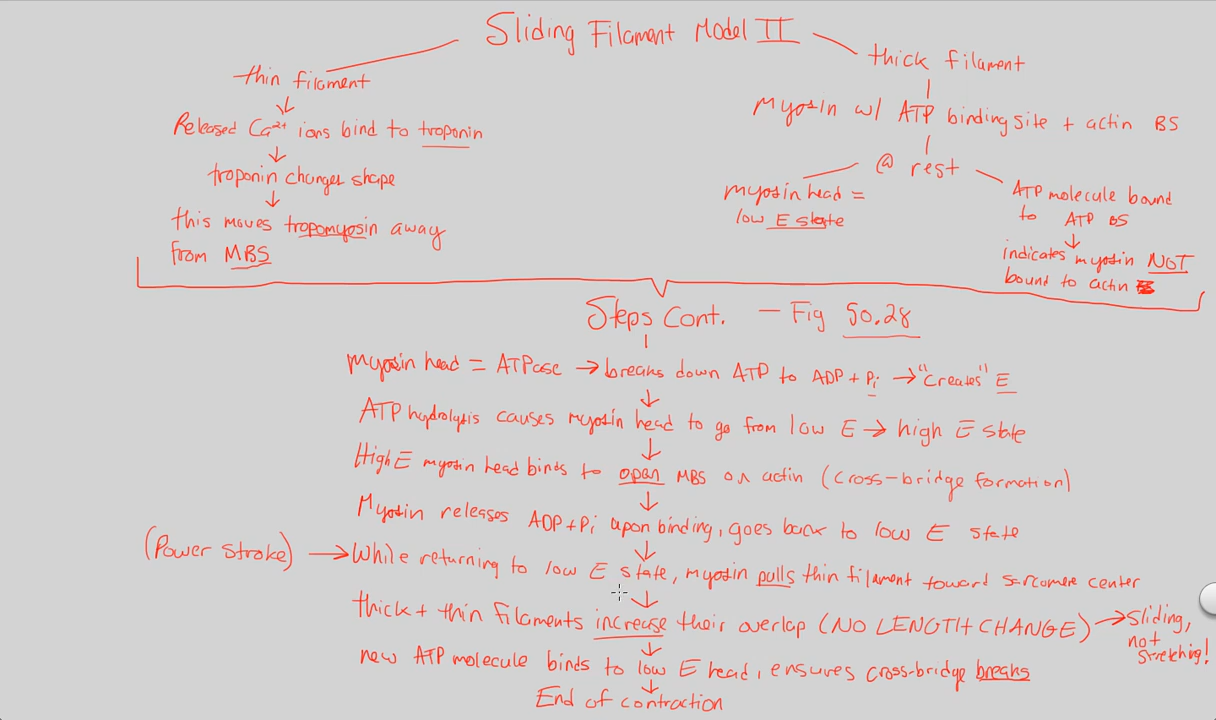 Sliding Filament Model II
thin filament
Released Ca2+ ions bind to troponin
troponin changes shape
this moves tropomyosin away
from MBS
thick filament
Myosin w/ ATP binding site + actin BS
@ rest
myosin head =
low E state
ATP molecule bound
to ATP BS
indicates myosin NOT
bound to actin
Steps Cont. - Fig 50.28
myosin head = ATPase → breaks down ATP to ADP + Pi → "creates" E
ATP hydrolysis causes myosin head to go from low E → high E state
High E myosin head binds to open MBS on actin (cross-bridge formation)
Myosin releases ADP + Pi upon binding, goes back to low E state
(Power stroke) → While returning to low E state, myosin pulls thin filament toward sarcomere center
thick + thin filaments increase their overlap (NO LENGTH CHANGE) → Sliding,
not
stretching!
new ATP molecule binds to low E head, ensures cross-bridge breaks
End of contraction